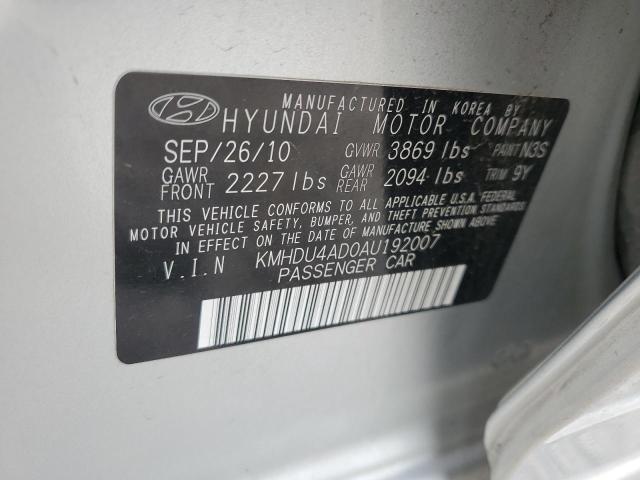 MANUFACTURED IN KOREA BY
HYUNDAI MOTOR COMPANY
SEP/26/10 GVWR 3869 lbs PAINT N3S
GAWR FRONT 2227 lbs GAWR REAR 2094 lbs TRIM 9Y
THIS VEHICLE CONFORMS TO ALL APPLICABLE U.S.A. FEDERAL
MOTOR VEHICLE SAFETY, BUMPER, AND THEFT PREVENTION STANDARDS
IN EFFECT ON THE DATE OF MANUFACTURE SHOWN ABOVE.
V.I.N KMHDU4AD0AU192007
PASSENGER CAR